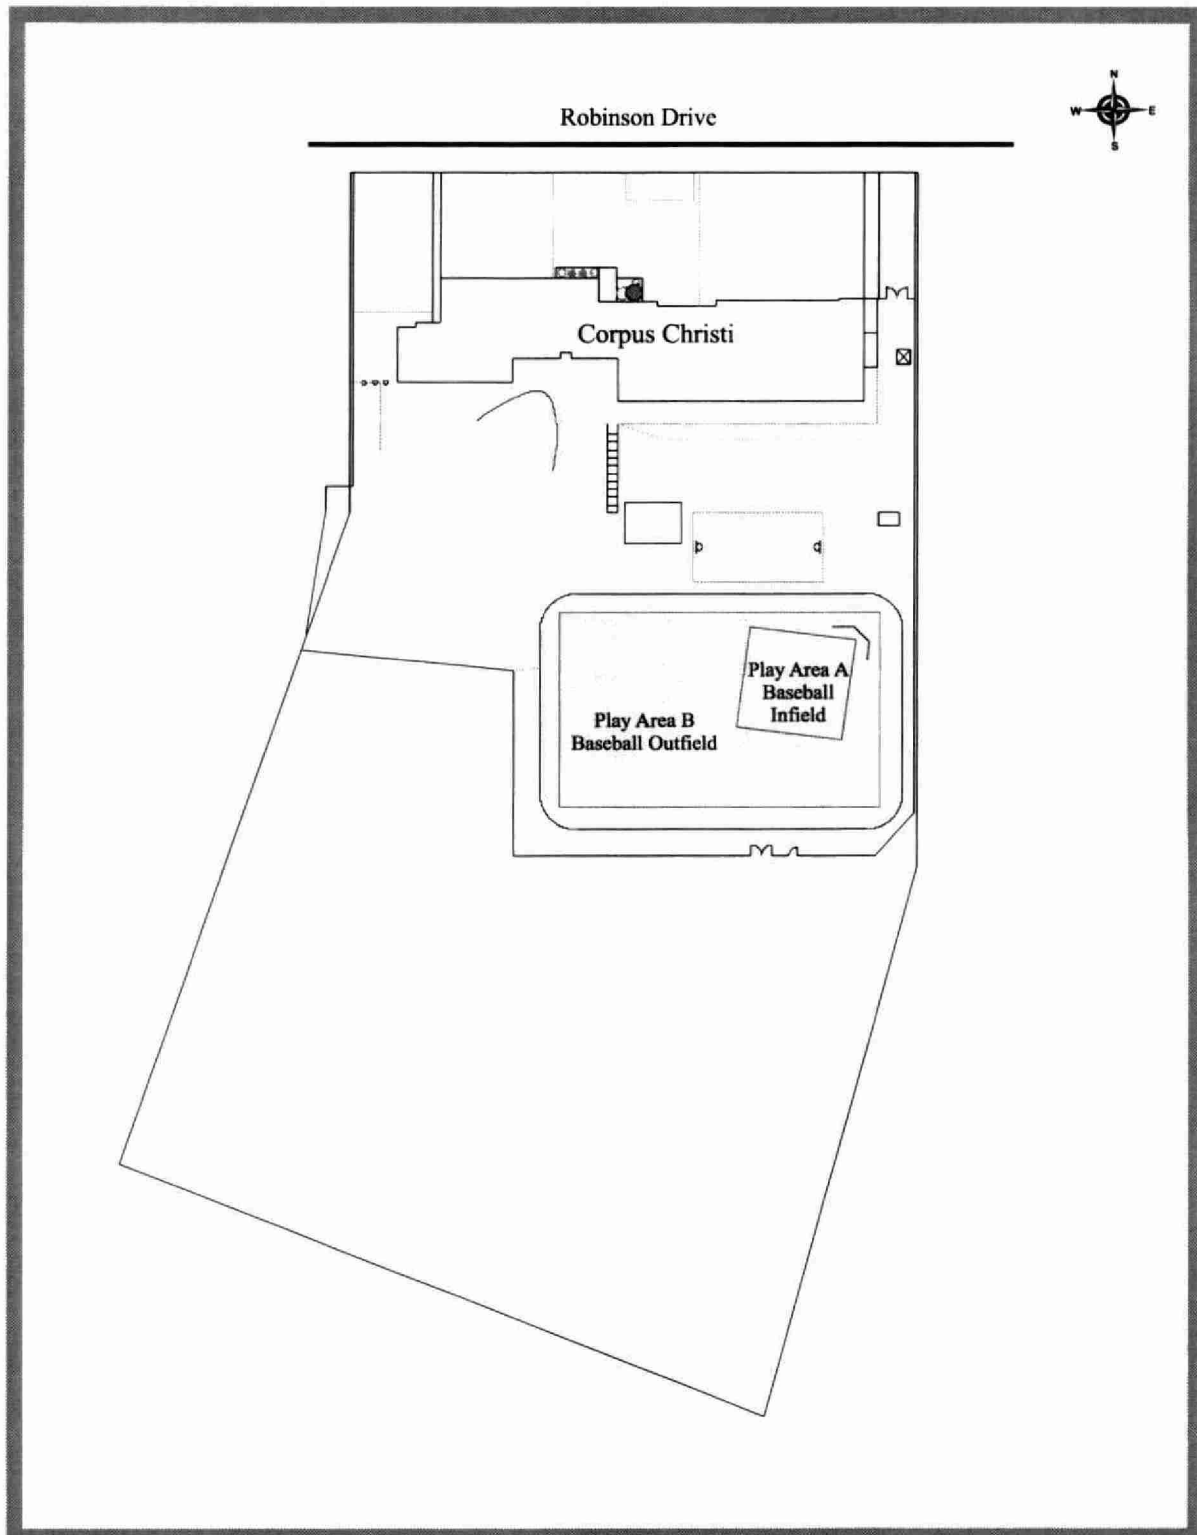 N
Robinson Drive
W E
S
Corpus Christi
Play Area A
Baseball
Infield
Play Area B
Baseball Outfield